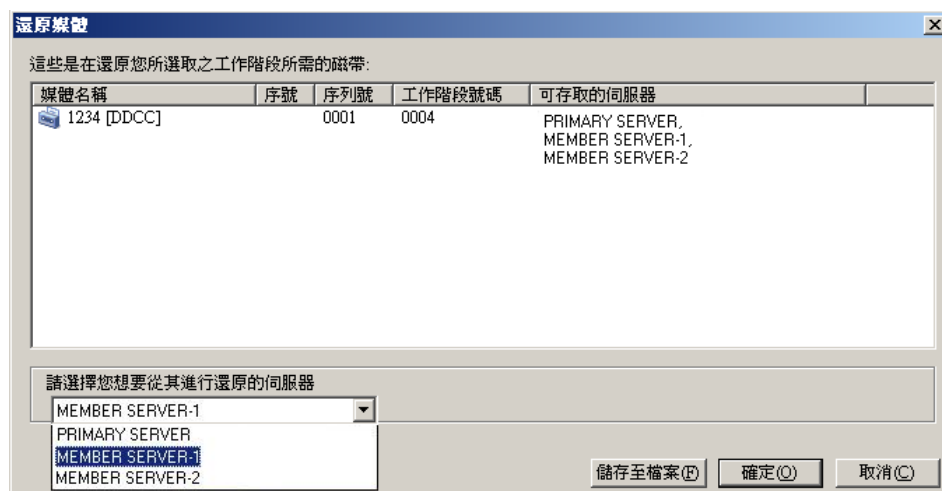 還原媒體
這些是在還原您所選取之工作階段所需的磁帶:
媒體名稱 序號 序列號 工作階段號碼 可存取的伺服器
1234 [DDCC] 0001 0004 PRIMARY SERVER,
MEMBER SERVER-1,
MEMBER SERVER-2
請選擇您想要從其進行還原的伺服器
MEMBER SERVER-1
PRIMARY SERVER
MEMBER SERVER-1
MEMBER SERVER-2
儲存至檔案(F) 確定(O) 取消(C)